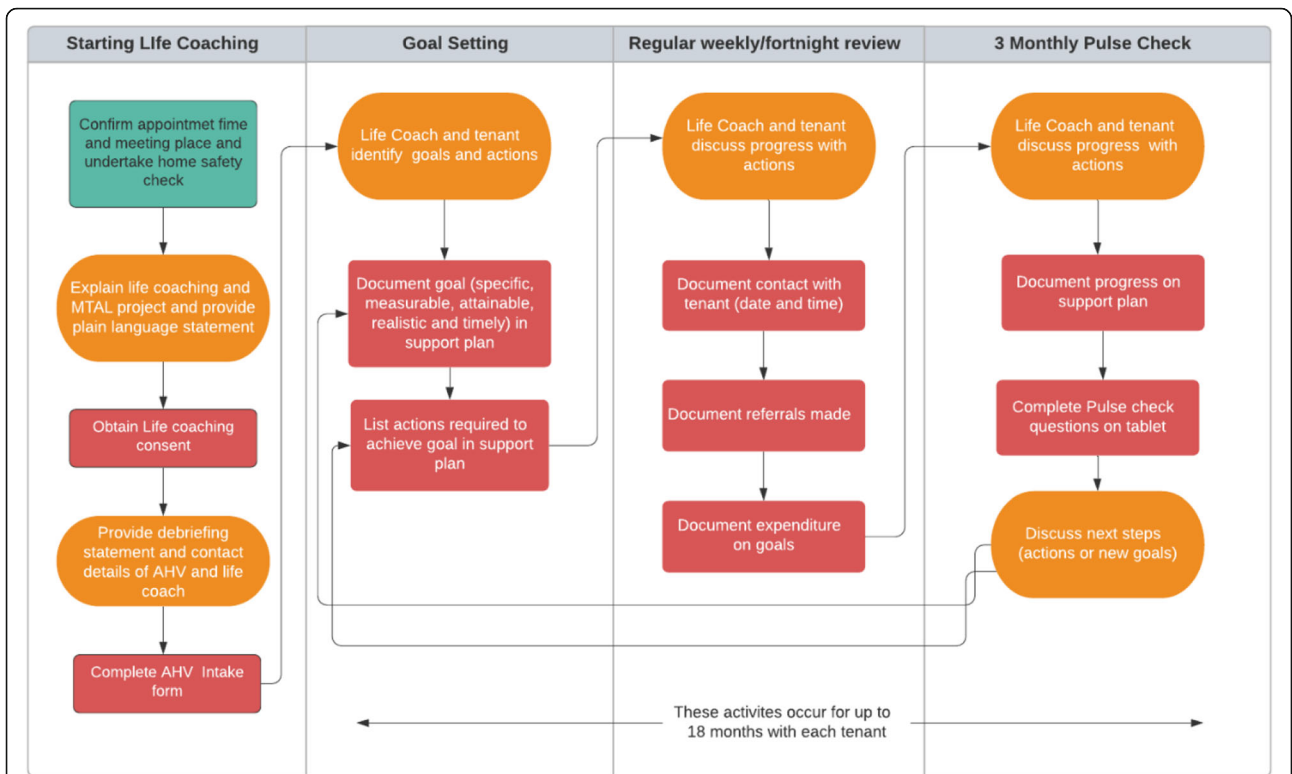 Starting LIfe Coaching
Confirm appointmet fime
and meeting place and
undertake home safety
check
Explain life coaching and
MTAL project and provide
plain language statement
Obtain Life coaching
consent
Provide debriefing
statement and contact
details of AHV and life
coach
Complete AHV Intake
form
Goal Setting
Life Coach and tenant
identify goals and actions
Document goal (specific,
measurable, attainable,
realistic and timely) in
support plan
List actions required to
achieve goal in support
plan
Regular weekly/fortnight review
Life Coach and tenant
discuss progress with
actions
Document contact with
tenant (date and time)
Document referrals made
Document expenditure
on goals
3 Monthly Pulse Check
Life Coach and tenant
discuss progress with
actions
Document progress on
support plan
Complete Pulse check
questions on tablet
Discuss next steps
(actions or new goals)
These activites occur for up to
18 months with each tenant